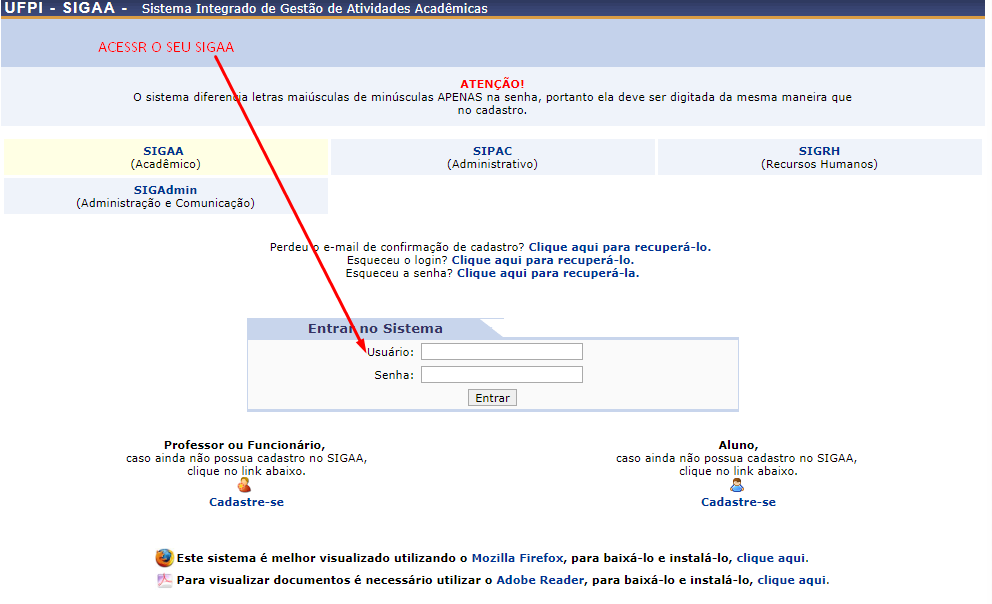 UFPI - SIGAA - Sistema Integrado de Gestão de Atividades Acadêmicas
ACESSR O SEU SIGAA
ATENÇÃO!
O sistema diferencia letras maiúsculas de minúsculas APENAS na senha, portanto ela deve ser digitada da mesma maneira que
no cadastro.
SIGAA
(Acadêmico)
SIPAC
(Administrativo)
SIGRH
(Recursos Humanos)
SIGAdmin
(Administração e Comunicação)
Perdeu o e-mail de confirmação de cadastro? Clique aqui para recuperá-lo.
Esqueceu o login? Clique aqui para recuperá-lo.
Esqueceu a senha? Clique aqui para recuperá-la.
Entrar no Sistema
Usuário:
Senha:
Entrar
Professor ou Funcionário,
caso ainda não possua cadastro no SIGAA,
clique no link abaixo.
Cadastre-se
Aluno,
caso ainda não possua cadastro no SIGAA,
clique no link abaixo.
Cadastre-se
Este sistema é melhor visualizado utilizando o Mozilla Firefox, para baixá-lo e instalá-lo, clique aqui.
Para visualizar documentos é necessário utilizar o Adobe Reader, para baixá-lo e instalá-lo, clique aqui.